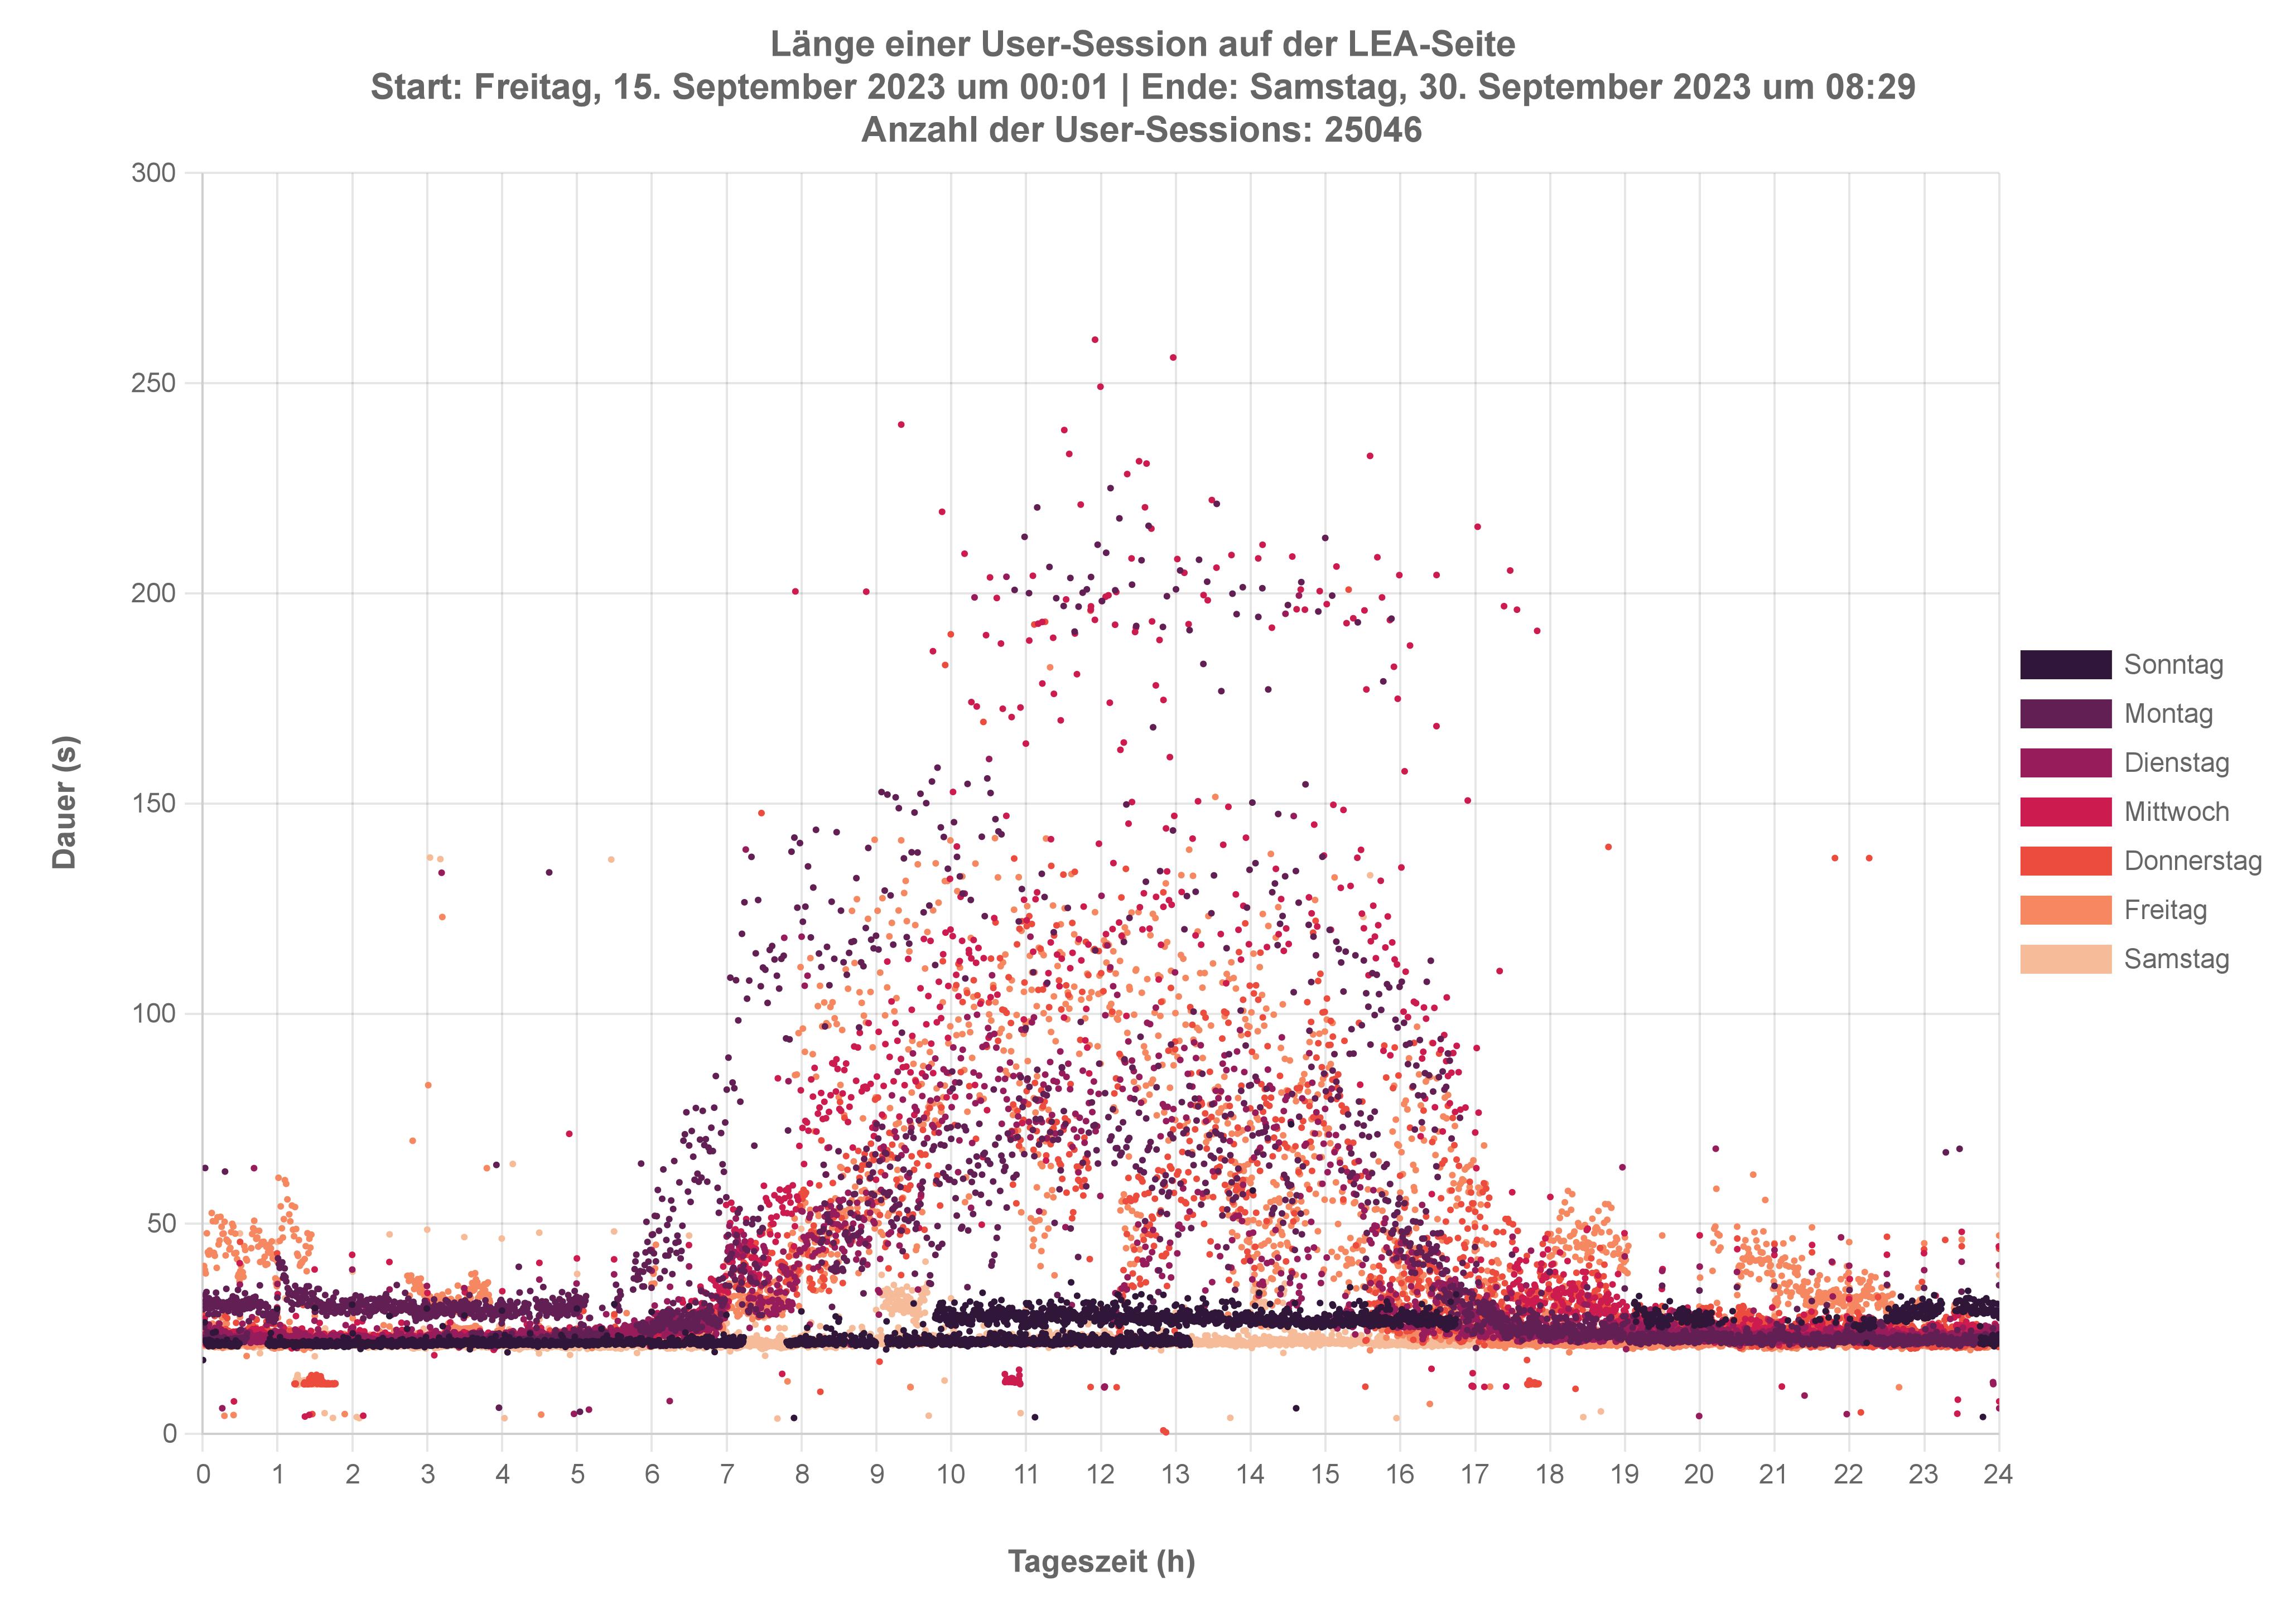 Länge einer User-Session auf der LEA-Seite
Start: Freitag, 15. September 2023 um 00:01 | Ende: Samstag, 30. September 2023 um 08:29
Anzahl der User-Sessions: 25046
300
250
200
150
100
50
0
Dauer (s)
0 1 2 3 4 5 6 7 8 9 10 11 12 13 14 15 16 17 18 19 20 21 22 23 24
Tageszeit (h)
Sonntag
Montag
Dienstag
Mittwoch
Donnerstag
Freitag
Samstag